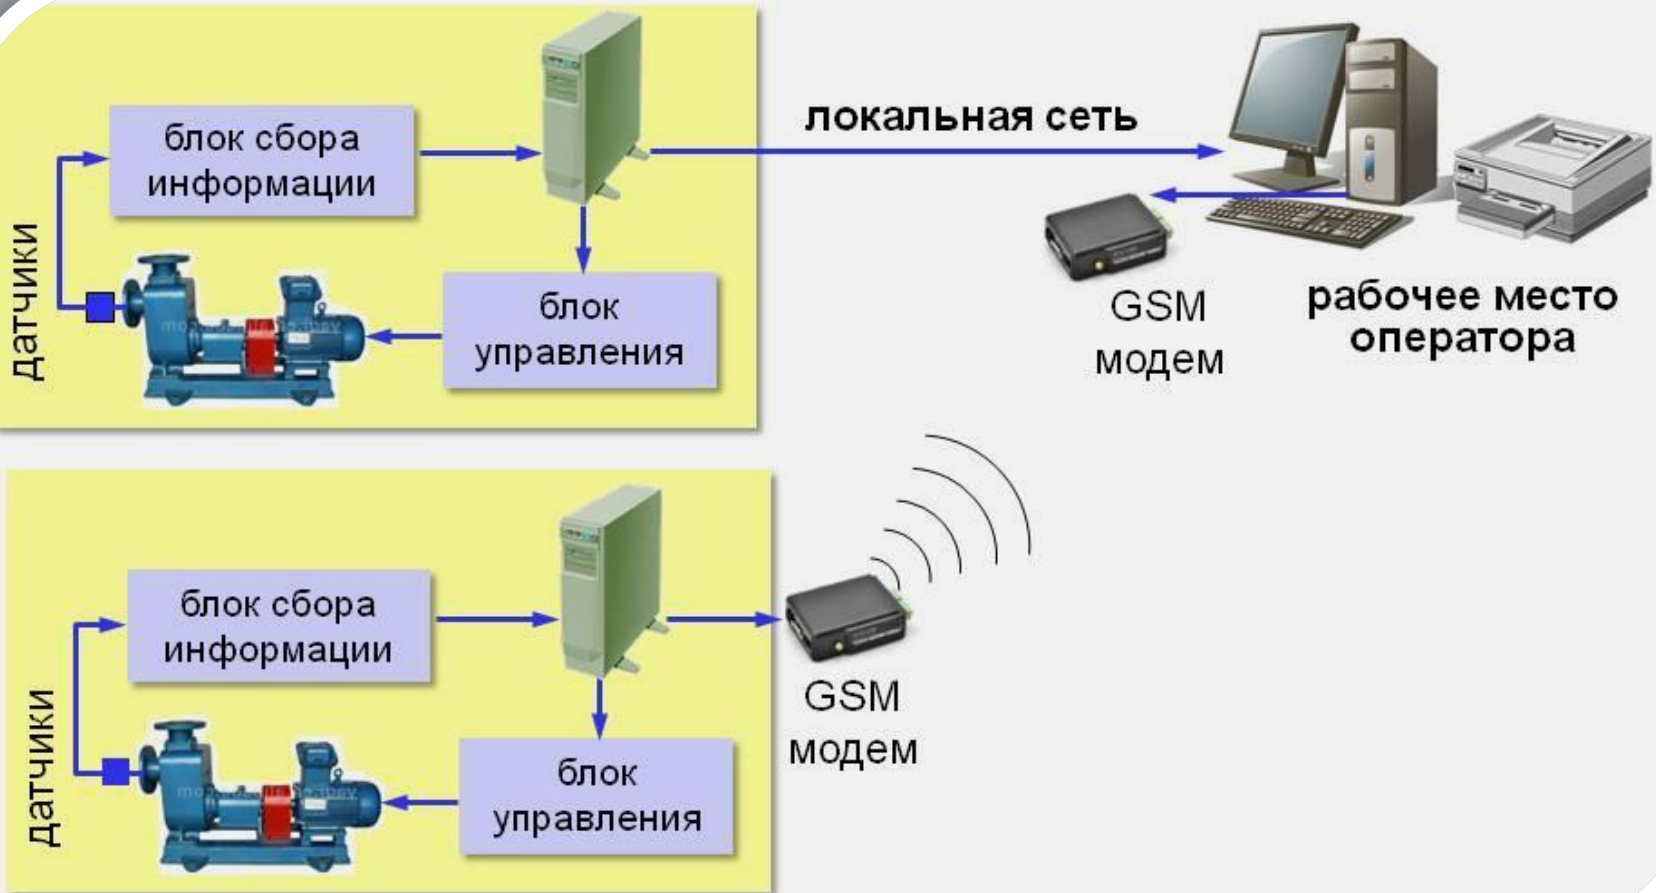 блок сбора
информации
датчики
блок
управления
локальная сеть
GSM
модем
рабочее место
оператора
блок сбора
информации
датчики
блок
управления
GSM
модем